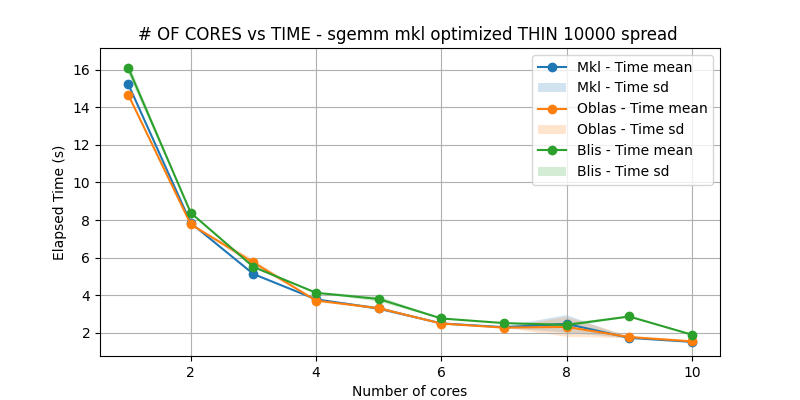 # OF CORES vs TIME - sgemm mkl optimized THIN 10000 spread
Elapsed Time (s)
16
14
12
10
8
6
4
2
2
4
6
8
10
Number of cores
Mkl - Time mean
Mkl - Time sd
Oblas - Time mean
Oblas - Time sd
Blis - Time mean
Blis - Time sd